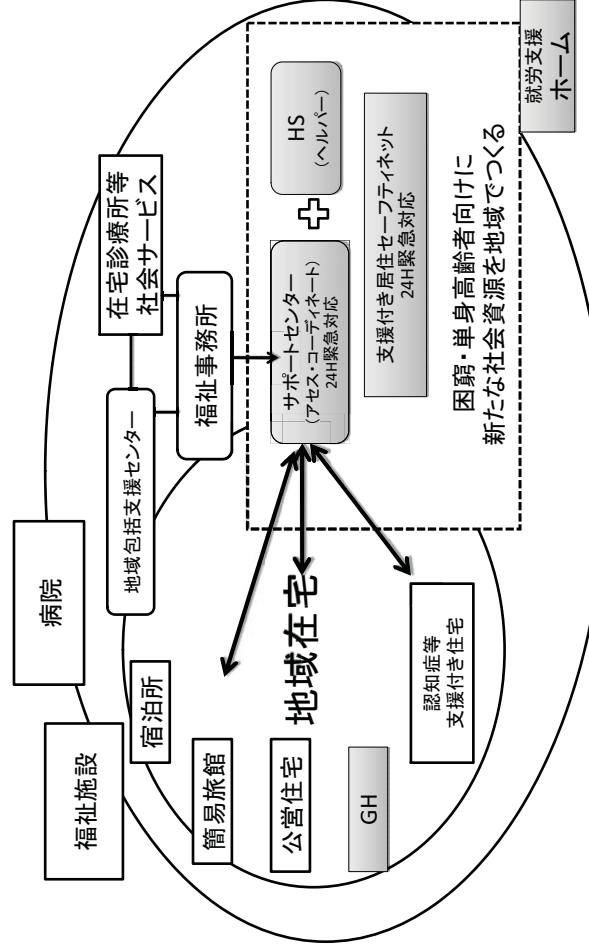 福祉施設
病院
宿泊所
簡易旅館
公営住宅
GH
認知症等
支援付き住宅
地域在宅
地域包括支援センター
在宅診療所等
社会サービス
福祉事務所
サポートセンター
(アセス・コーディネート)
24H緊急対応
HS
(ヘルパー)
支援付き居住セーフティネット
24H緊急対応
困窮・単身高齢者向けに
新たな社会資源を地域でつくる
就労支援
ホーム